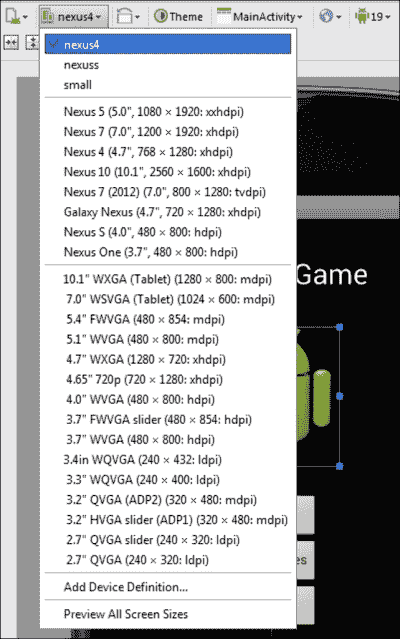 nexus4 Theme MainActivity 19
nexus4
nexuss
small
Nexus 5 (5.0", 1080 × 1920: xxhdpi)
Nexus 7 (7.0", 1200 × 1920: xhdpi)
Nexus 4 (4.7", 768 × 1280: xhdpi)
Nexus 10 (10.1", 2560 × 1600: xhdpi)
Nexus 7 (2012) (7.0", 800 × 1280: tvdpi)
Galaxy Nexus (4.7", 720 × 1280: xhdpi)
Nexus S (4.0", 480 × 800: hdpi)
Nexus One (3.7", 480 × 800: hdpi)
10.1" WXGA (Tablet) (1280 × 800: mdpi)
7.0" WSVGA (Tablet) (1024 × 600: mdpi)
5.4" FWVGA (480 × 854: mdpi)
5.1" WVGA (480 × 800: mdpi)
4.7" WXGA (1280 × 720: xhdpi)
4.65" 720p (720 × 1280: xhdpi)
4.0" WVGA (480 × 800: hdpi)
3.7" FWVGA slider (480 × 854: hdpi)
3.7" WVGA (480 × 800: hdpi)
3.4in WQVGA (240 × 432: ldpi)
3.3" WQVGA (240 × 400: ldpi)
3.2" QVGA (ADP2) (320 × 480: mdpi)
3.2" HVGA slider (ADP1) (320 × 480: mdpi)
2.7" QVGA slider (240 × 320: ldpi)
2.7" QVGA (240 × 320: ldpi)
Add Device Definition...
Preview All Screen Sizes
Game
es